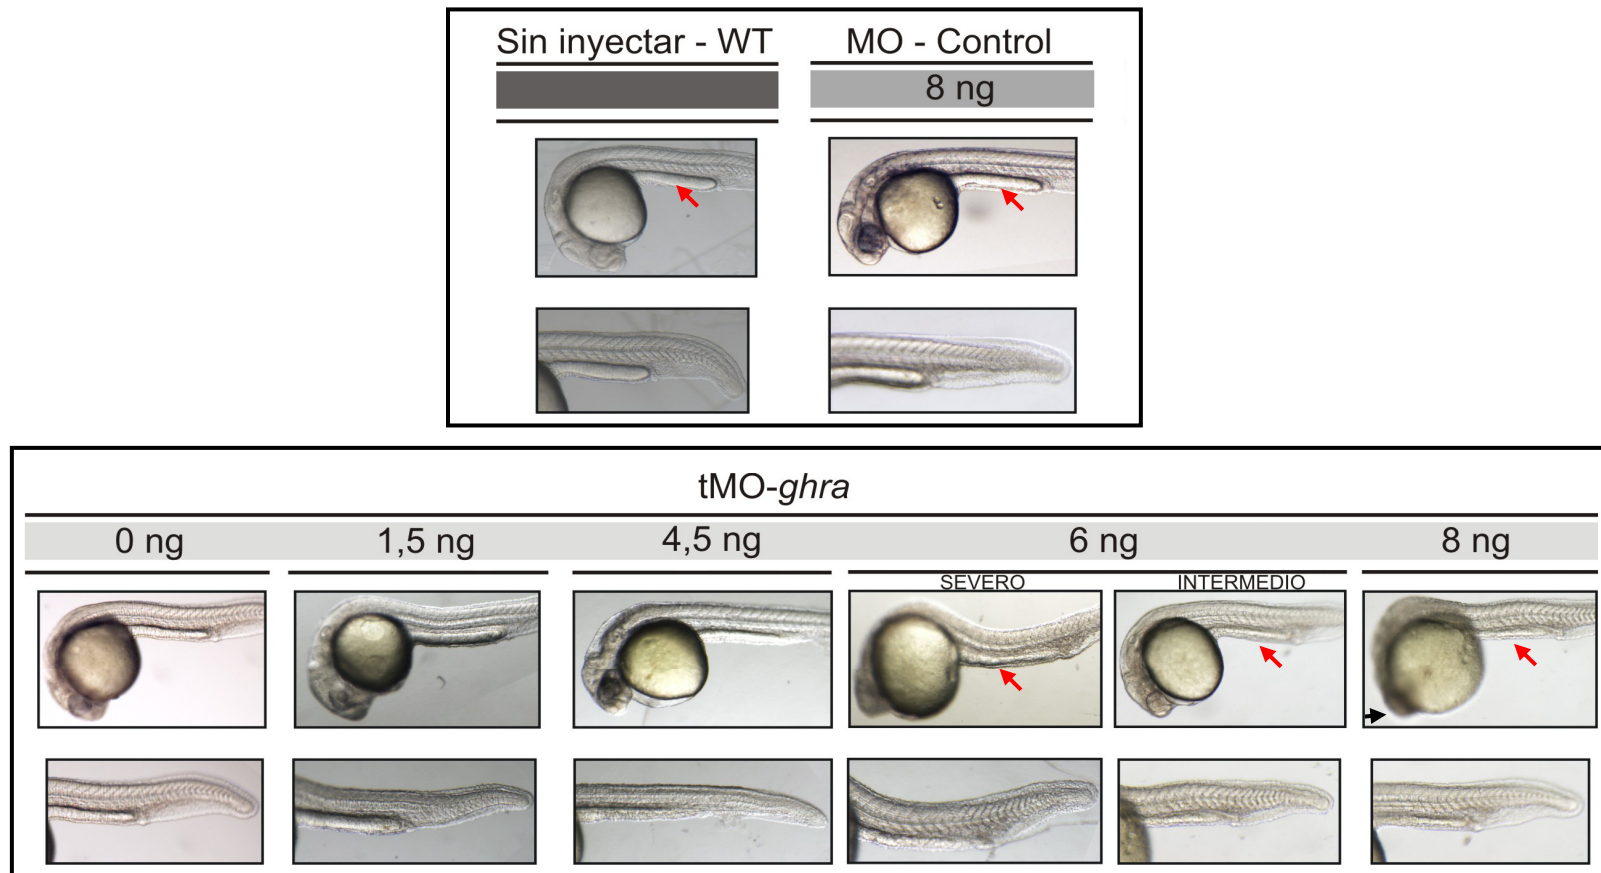 Sin inyectar - WT
MO - Control
8 ng
tMO-ghra
0 ng
1,5 ng
4,5 ng
6 ng
8 ng
SEVERO
INTERMEDIO